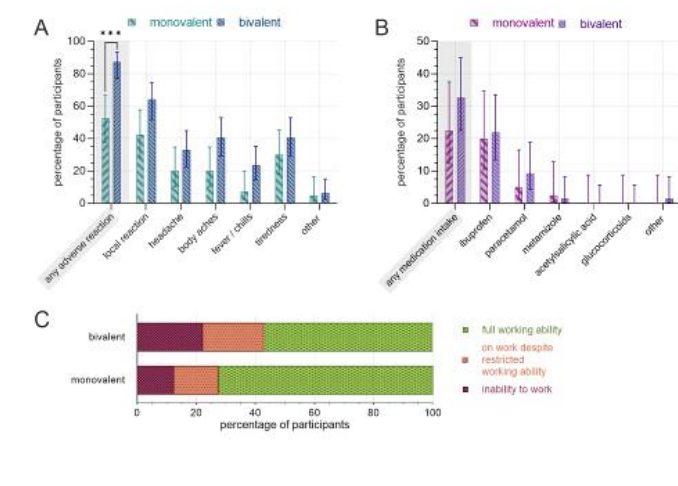 A
monovalent
bivalent
***
100
80
60
40
20
0
percentage of participants
any adverse reaction
local reaction
headache
body aches
fever / chills
tiredness
other
B
monovalent
bivalent
50
40
30
20
10
0
percentage of participants
any medication intake
ibuprofen
paracetamol
metamizole
acetylsalicylic acid
glucocorticoids
other
C
bivalent
monovalent
0 20 40 60 80 100
percentage of participants
full working ability
on work despite
restricted
working ability
inability to work